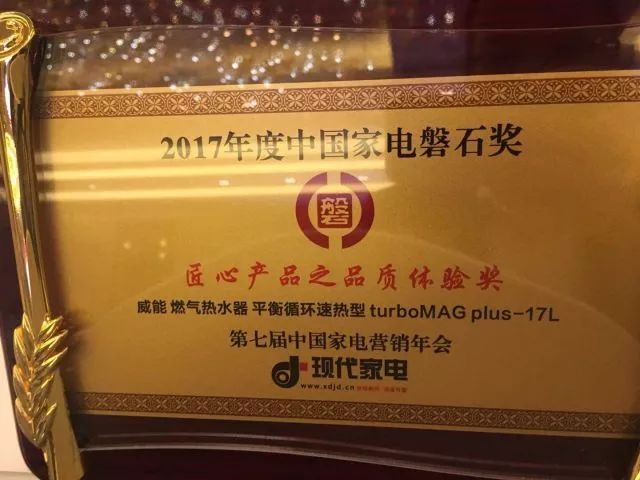 2017年度中国家电磐石奖
磐
匠心产品之品质体验奖
威能 燃气热水器 平衡循环速热型 turboMAG plus-17L
第七届中国家电营销年会
现代家电
www.xdjd.cn